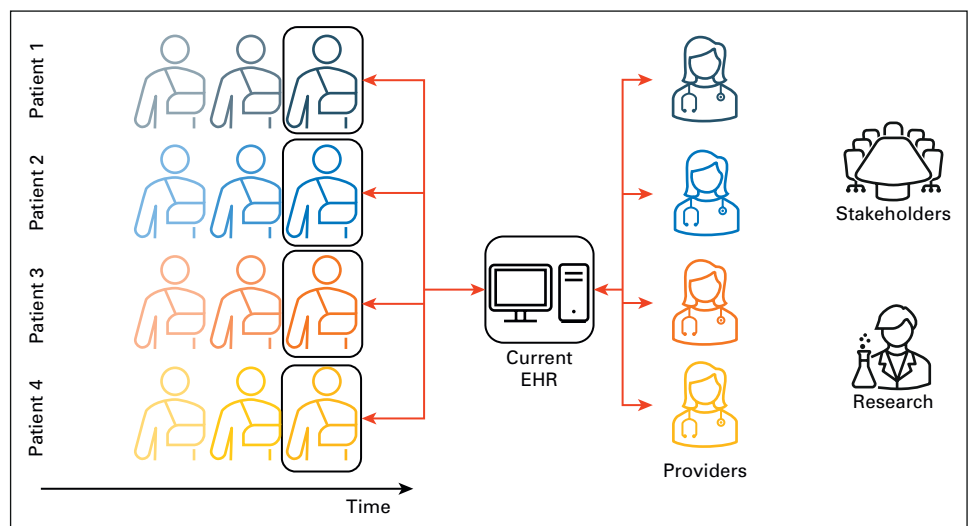 Patient 1
Patient 2
Patient 3
Patient 4
Time
Current
EHR
Providers
Stakeholders
Research